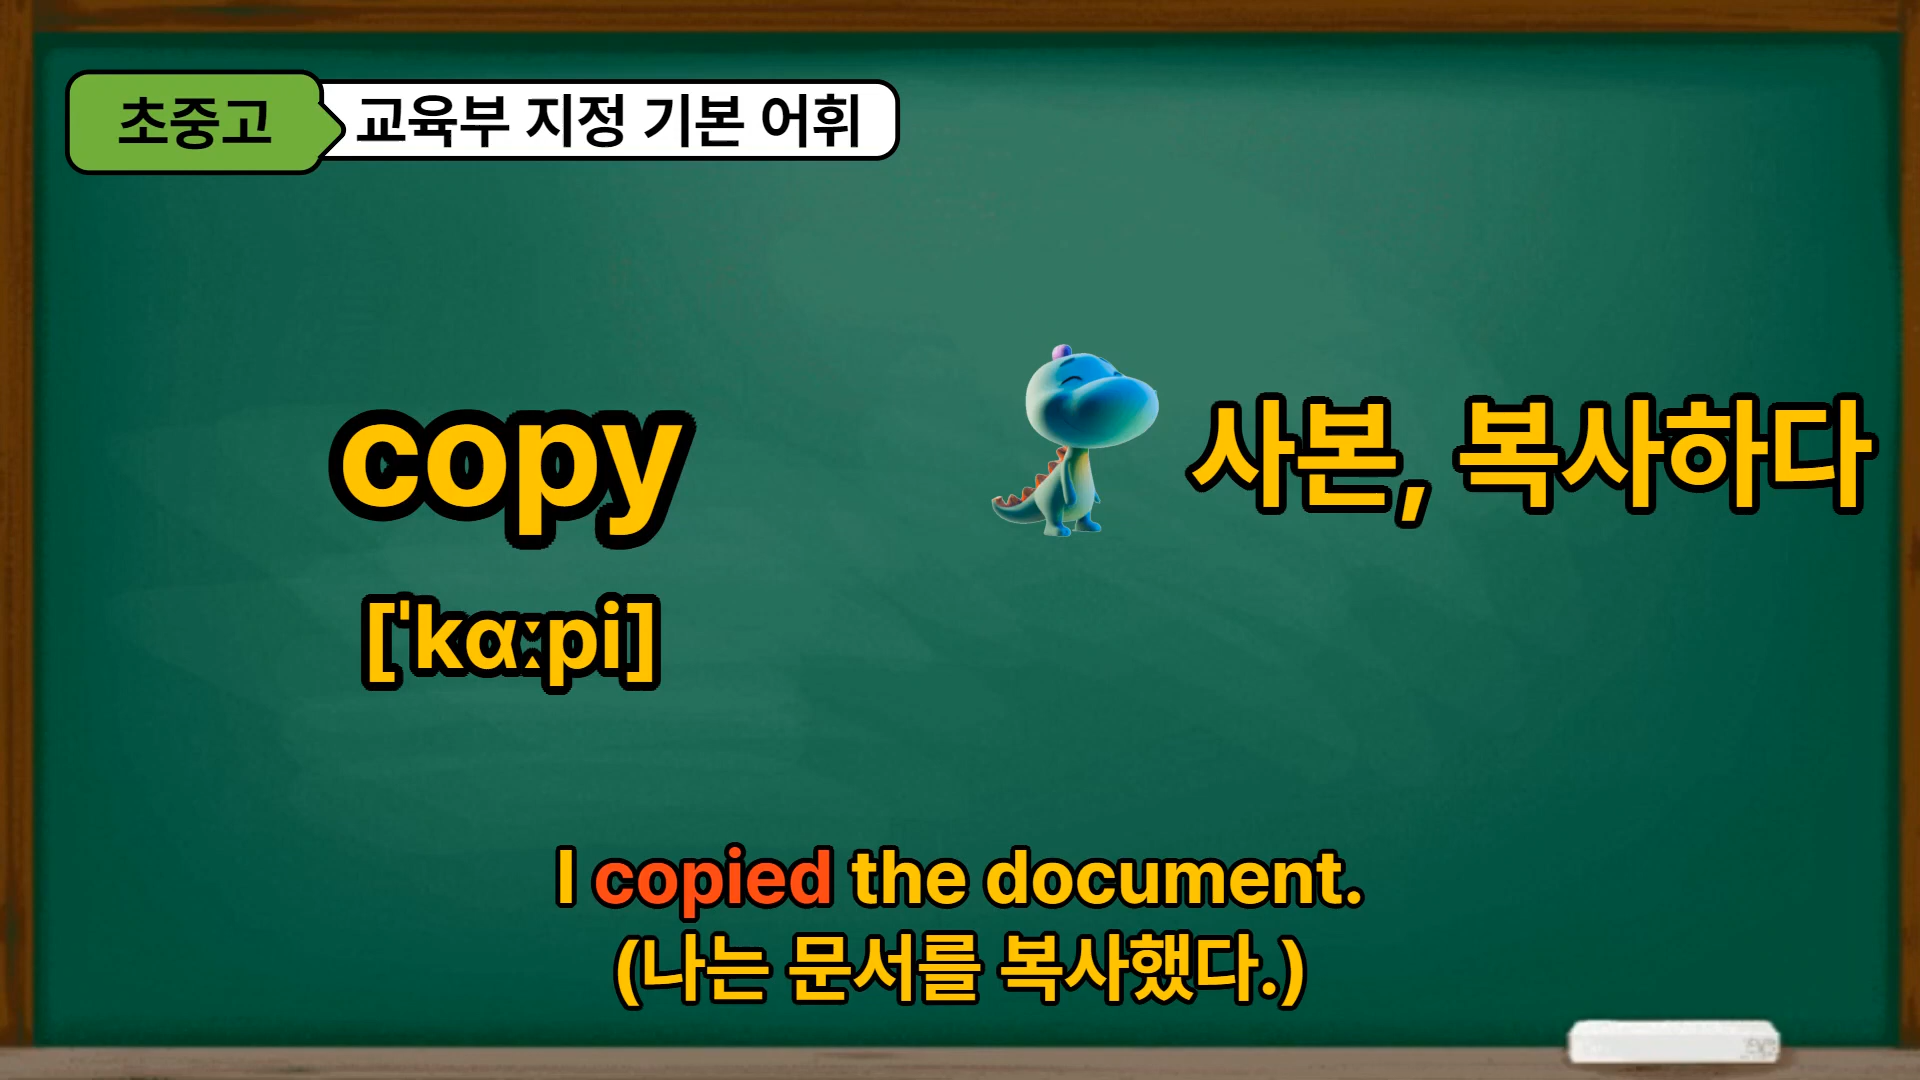 초중고
교육부 지정 기본 어휘
copy
사본, 복사하다
[ˈkɑːpi]
I copied the document.
(나는 문서를 복사했다.)